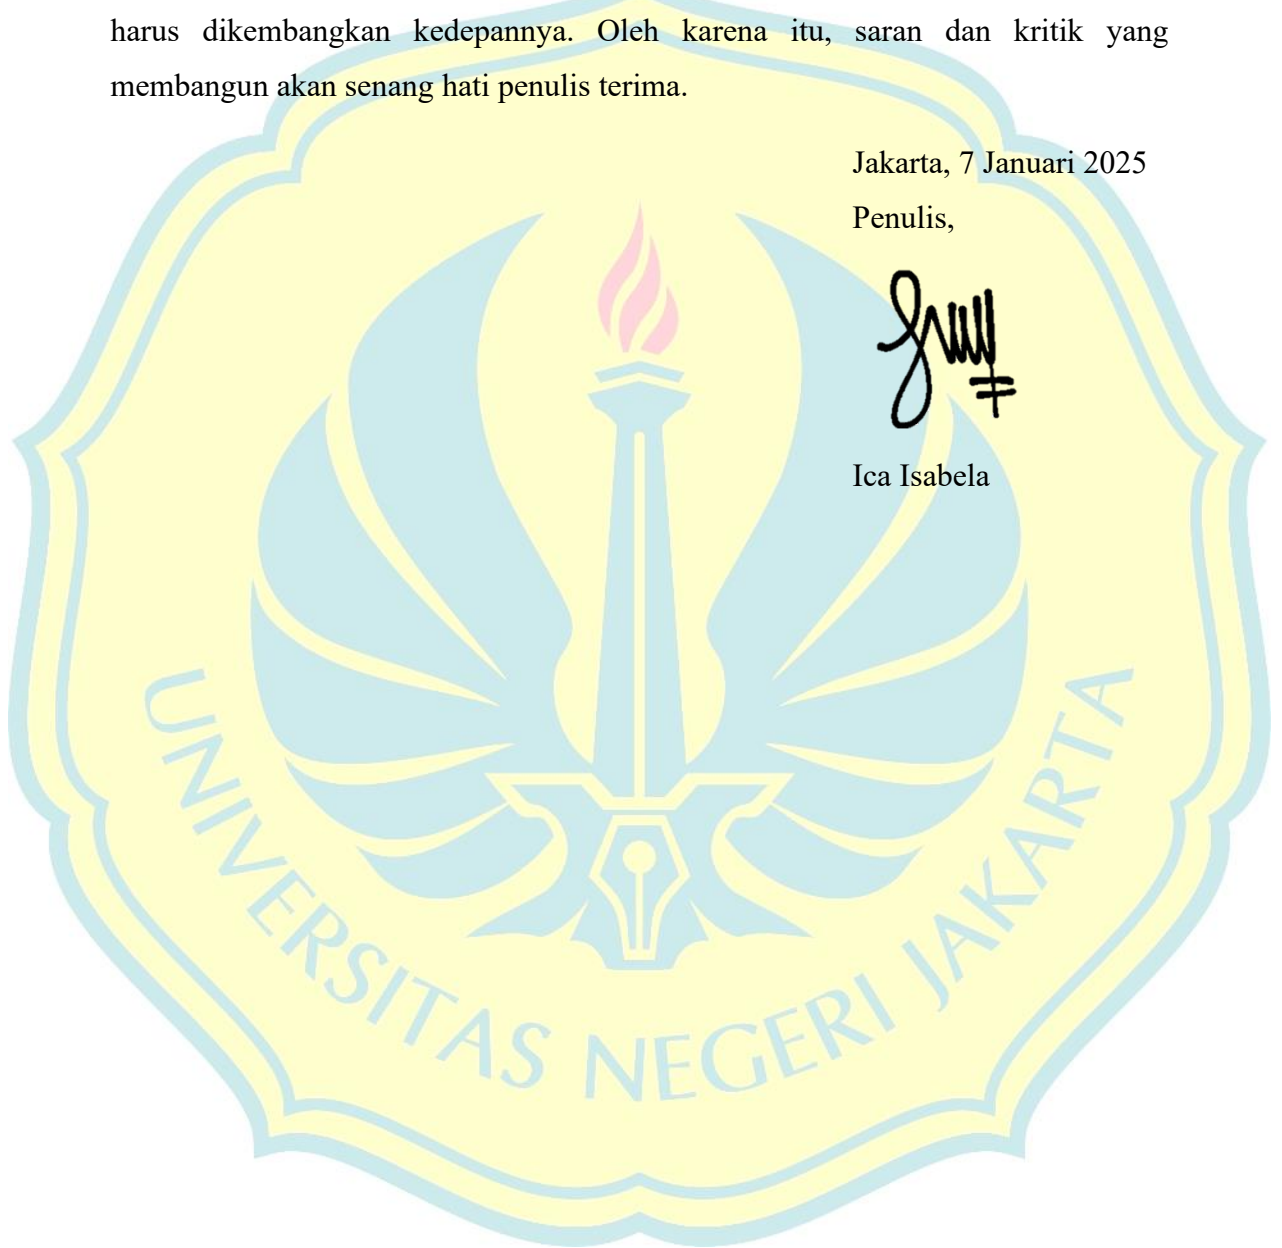 harus dikembangkan kedepannya. Oleh karena itu, saran dan kritik yang
membangun akan senang hati penulis terima.
Jakarta, 7 Januari 2025
Penulis,
Ica Isabela
UNIVERSITAS NEGERI JAKARTA